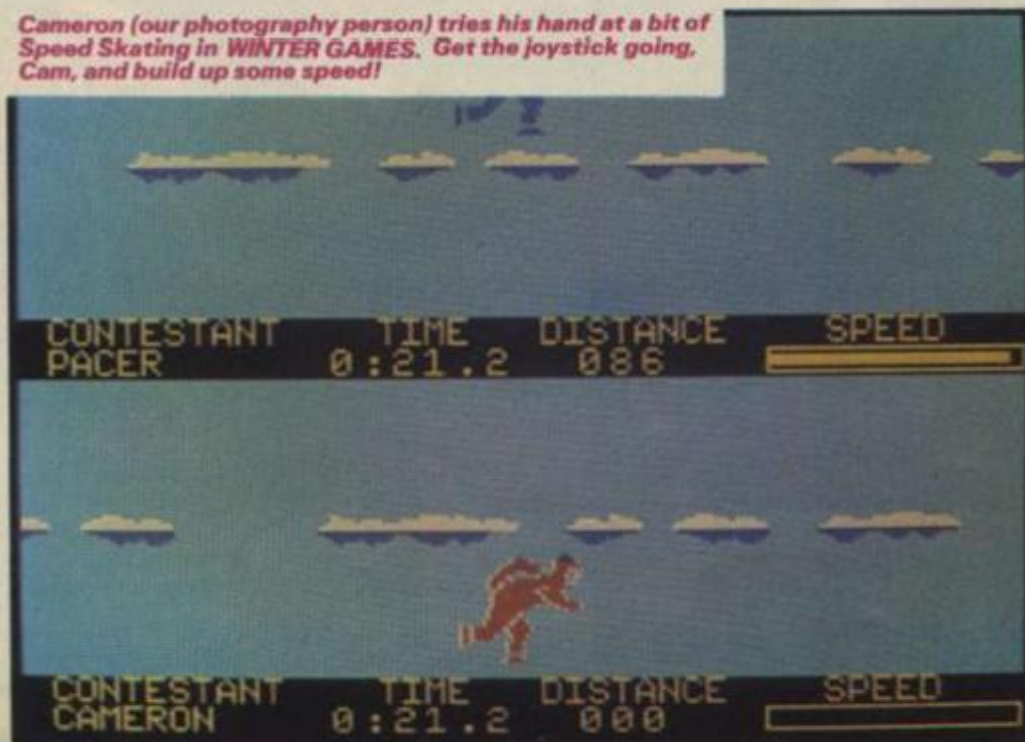 Cameron (our photography person) tries his hand at a bit of
Speed Skating in WINTER GAMES. Get the joystick going,
Cam, and build up some speed!
CONTESTANT TIME DISTANCE SPEED
PACER 0:21.2 086
CONTESTANT TIME DISTANCE SPEED
CAMERON 0:21.2 000